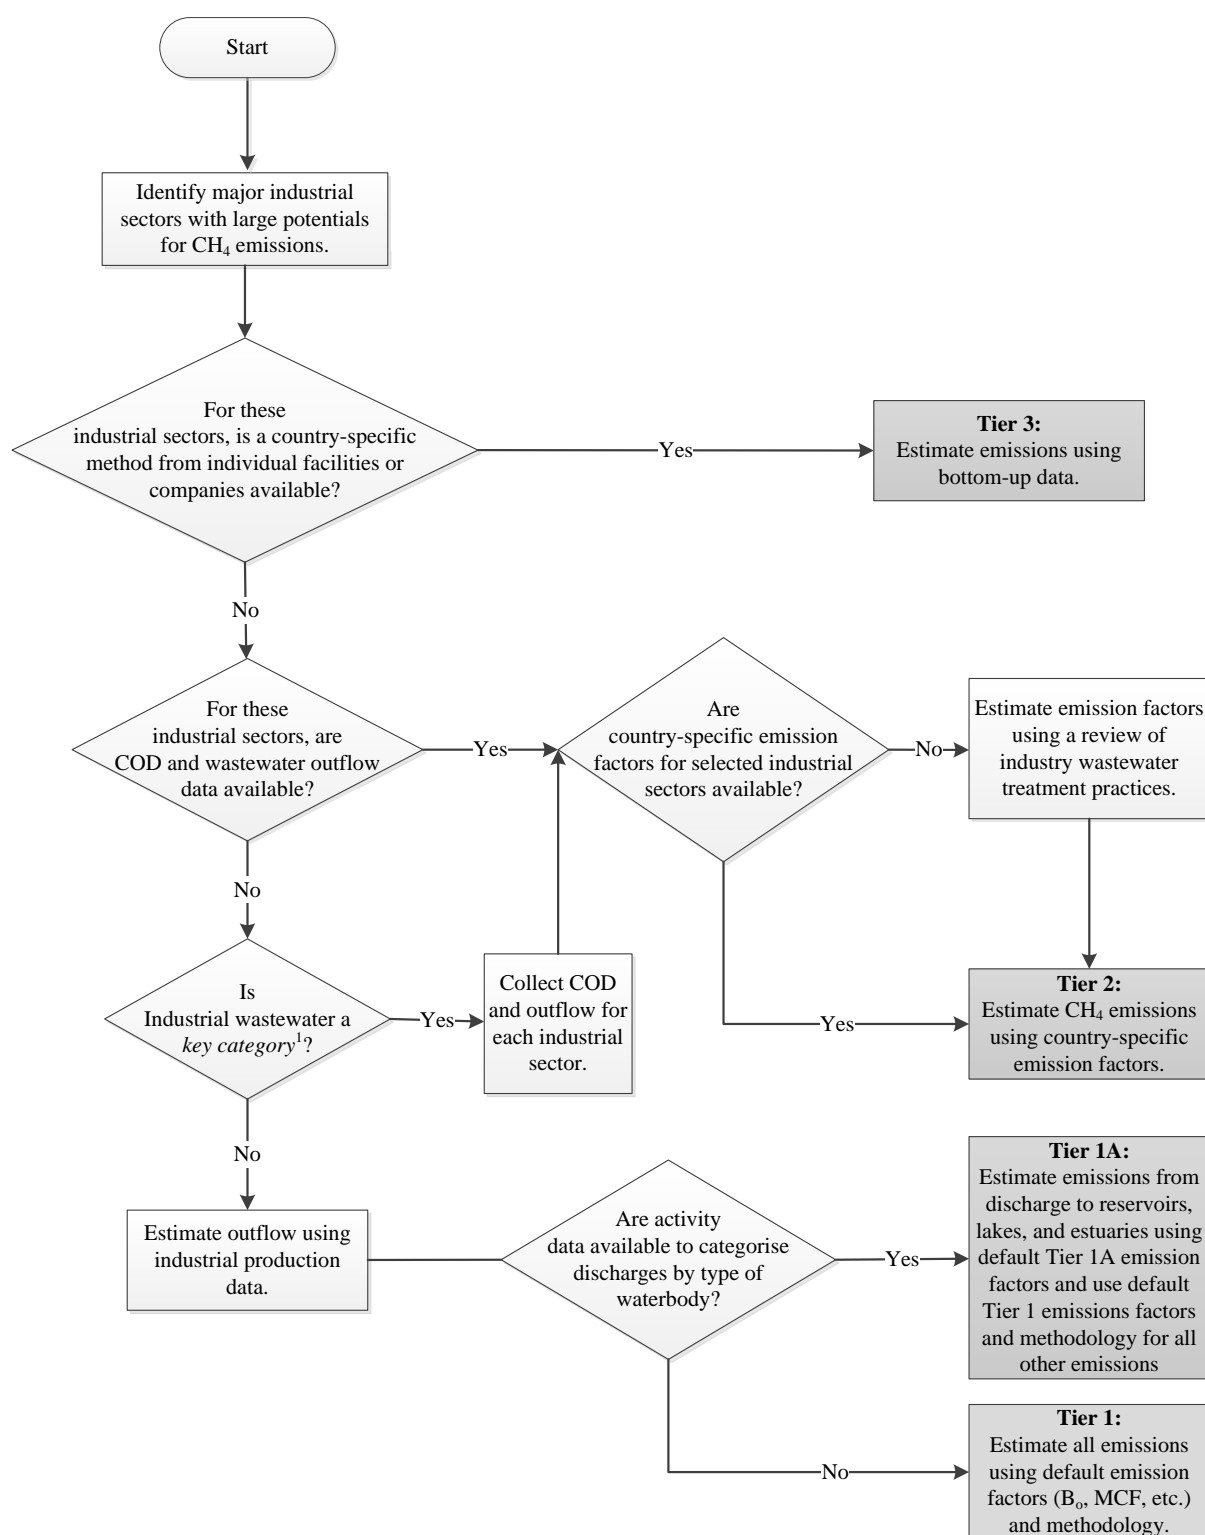 Start
Identify major industrial
sectors with large potentials
for CH₄ emissions.
For these
industrial sectors, is a country-specific
method from individual facilities or
companies available?
Yes
Tier 3:
Estimate emissions using
bottom-up data.
No
For these
industrial sectors, are
COD and wastewater outflow
data available?
Yes
Are
country-specific emission
factors for selected industrial
sectors available?
No
Estimate emission factors
using a review of
industry wastewater
treatment practices.
No
Is
Industrial wastewater a
key category¹?
Yes
Collect COD
and outflow for
each industrial
sector.
Yes
Tier 2:
Estimate CH₄ emissions
using country-specific
emission factors.
No
Estimate outflow using
industrial production
data.
Are activity
data available to categorise
discharges by type of
waterbody?
Yes
Tier 1A:
Estimate emissions from
discharge to reservoirs,
lakes, and estuaries using
default Tier 1A emission
factors and use default
Tier 1 emissions factors
and methodology for all
other emissions
No
Tier 1:
Estimate all emissions
using default emission
factors (Bₒ, MCF, etc.)
and methodology.